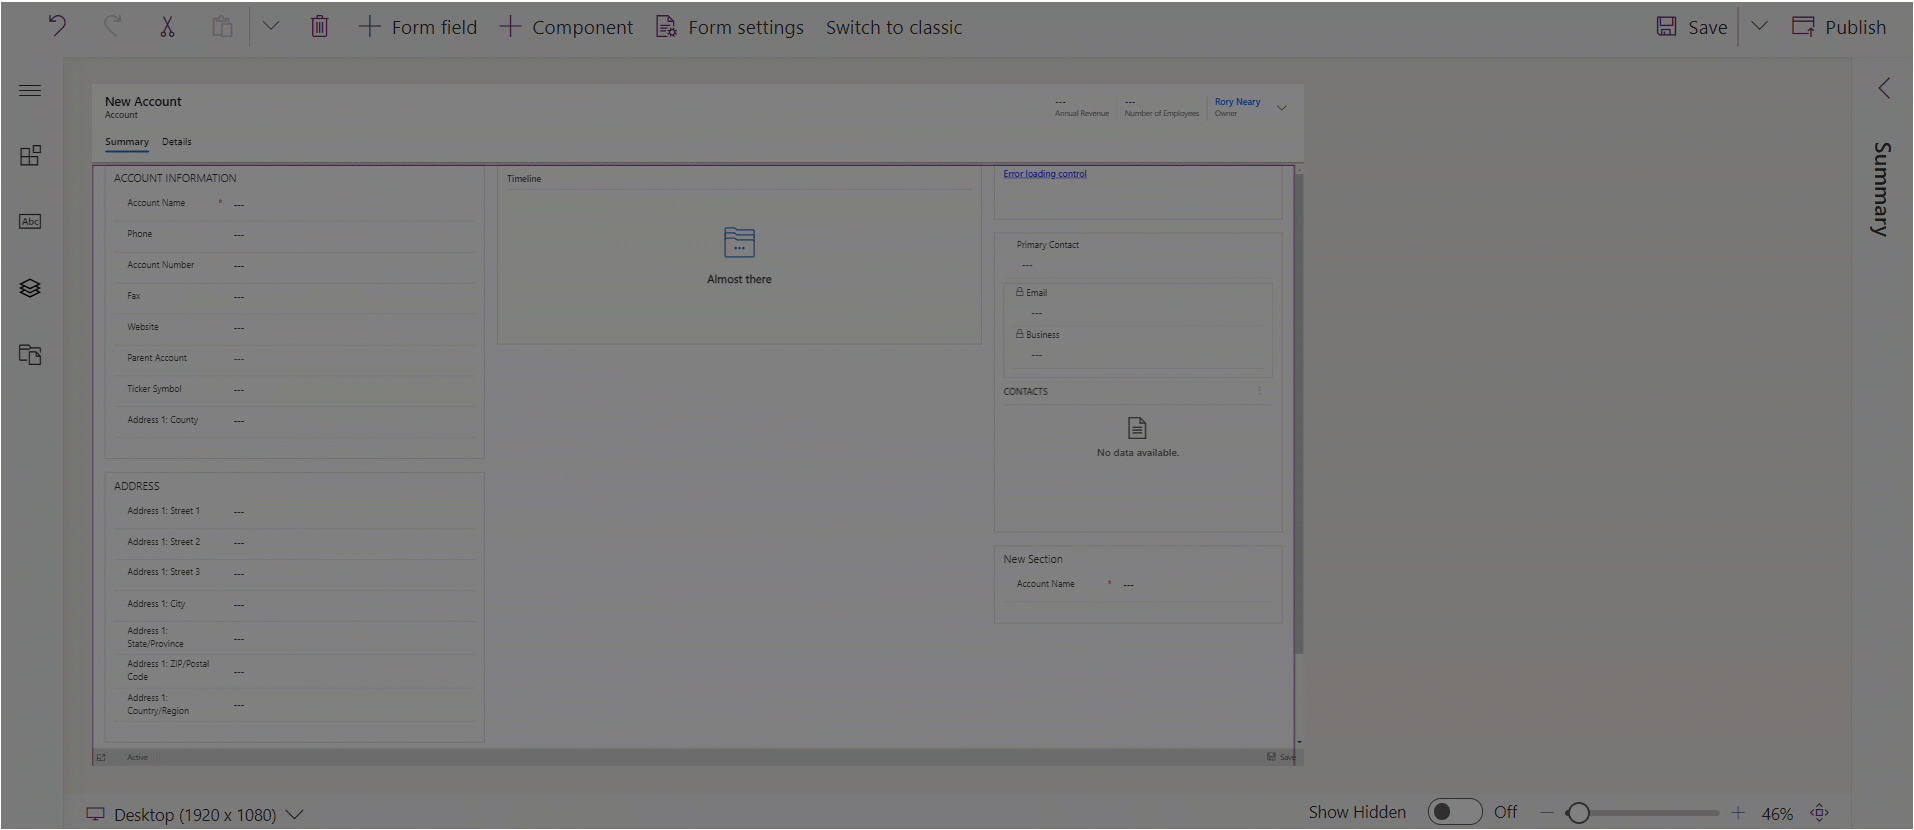 Form field
Component
Form settings
Switch to classic
Save
Publish
New Account
Account
---
Annual Revenue
---
Number of Employees
Rory Neary
Owner
Summary
Details
Summary
ACCOUNT INFORMATION
Account Name * ---
Phone ---
Account Number ---
Fax ---
Website ---
Parent Account ---
Ticker Symbol ---
Address 1: County ---
ADDRESS
Address 1: Street 1 ---
Address 1: Street 2 ---
Address 1: Street 3 ---
Address 1: City ---
Address 1:
State/Province ---
Address 1: ZIP/Postal
Code ---
Address 1:
Country/Region ---
Timeline
Almost there
Error loading control
Primary Contact
---
Email
---
Business
---
CONTACTS
No data available.
New Section
Account Name * ---
Abc
Active
Save
Desktop (1920 x 1080)
Show Hidden
Off
46%